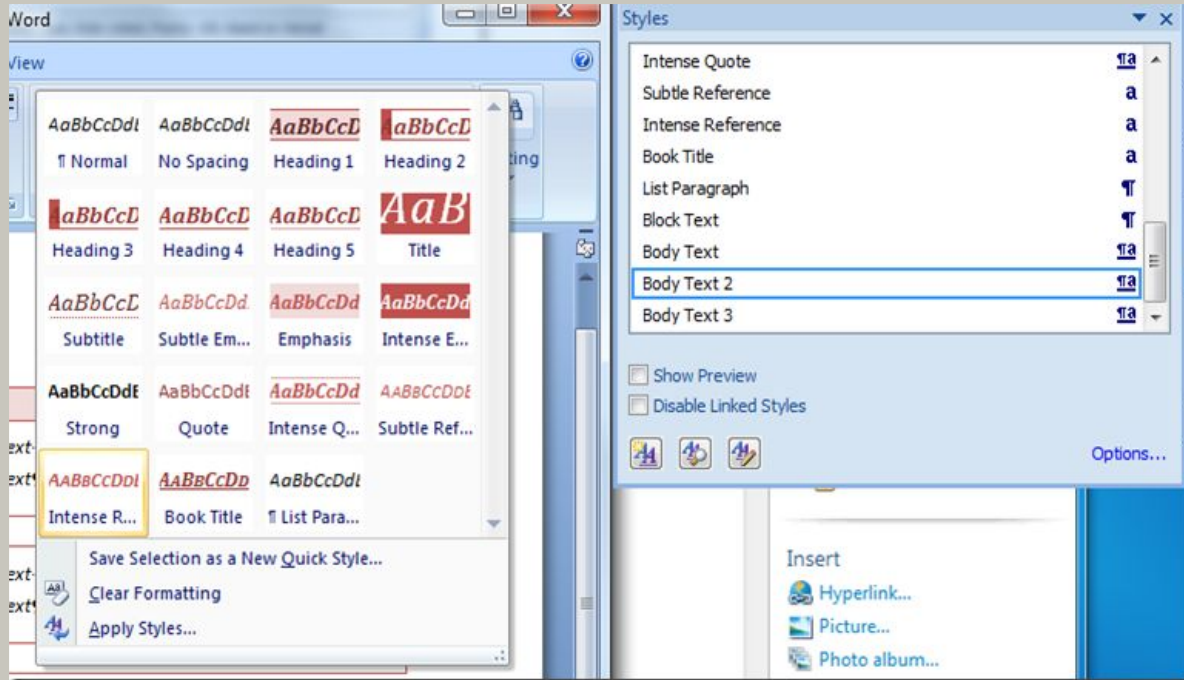 Word
View
AaBbCcDdI AaBbCcDdI AaBbCcD AaBbCcD
¶ Normal No Spacing Heading 1 Heading 2
AaBbCcD AaBbCcD AaBbCcD AaB
Heading 3 Heading 4 Heading 5 Title
AaBbCcD AaBbCcDd. AaBbCcDd AaBbCcDd
Subtitle Subtle Em... Emphasis Intense E...
AaBbCcDdE AaBbCcDdE AaBbCcDd AABBCCDDE
Strong Quote Intense Q... Subtle Ref...
AABBCCDDI AABBCCDD AaBbCcDdI
Intense R... Book Title ¶ List Para...
Save Selection as a New Quick Style...
Clear Formatting
Apply Styles...
Styles
Intense Quote ¶a
Subtle Reference a
Intense Reference a
Book Title a
List Paragraph ¶
Block Text ¶
Body Text ¶a
Body Text 2 ¶a
Body Text 3 ¶a
Show Preview
Disable Linked Styles
Options...
Insert
Hyperlink...
Picture...
Photo album...